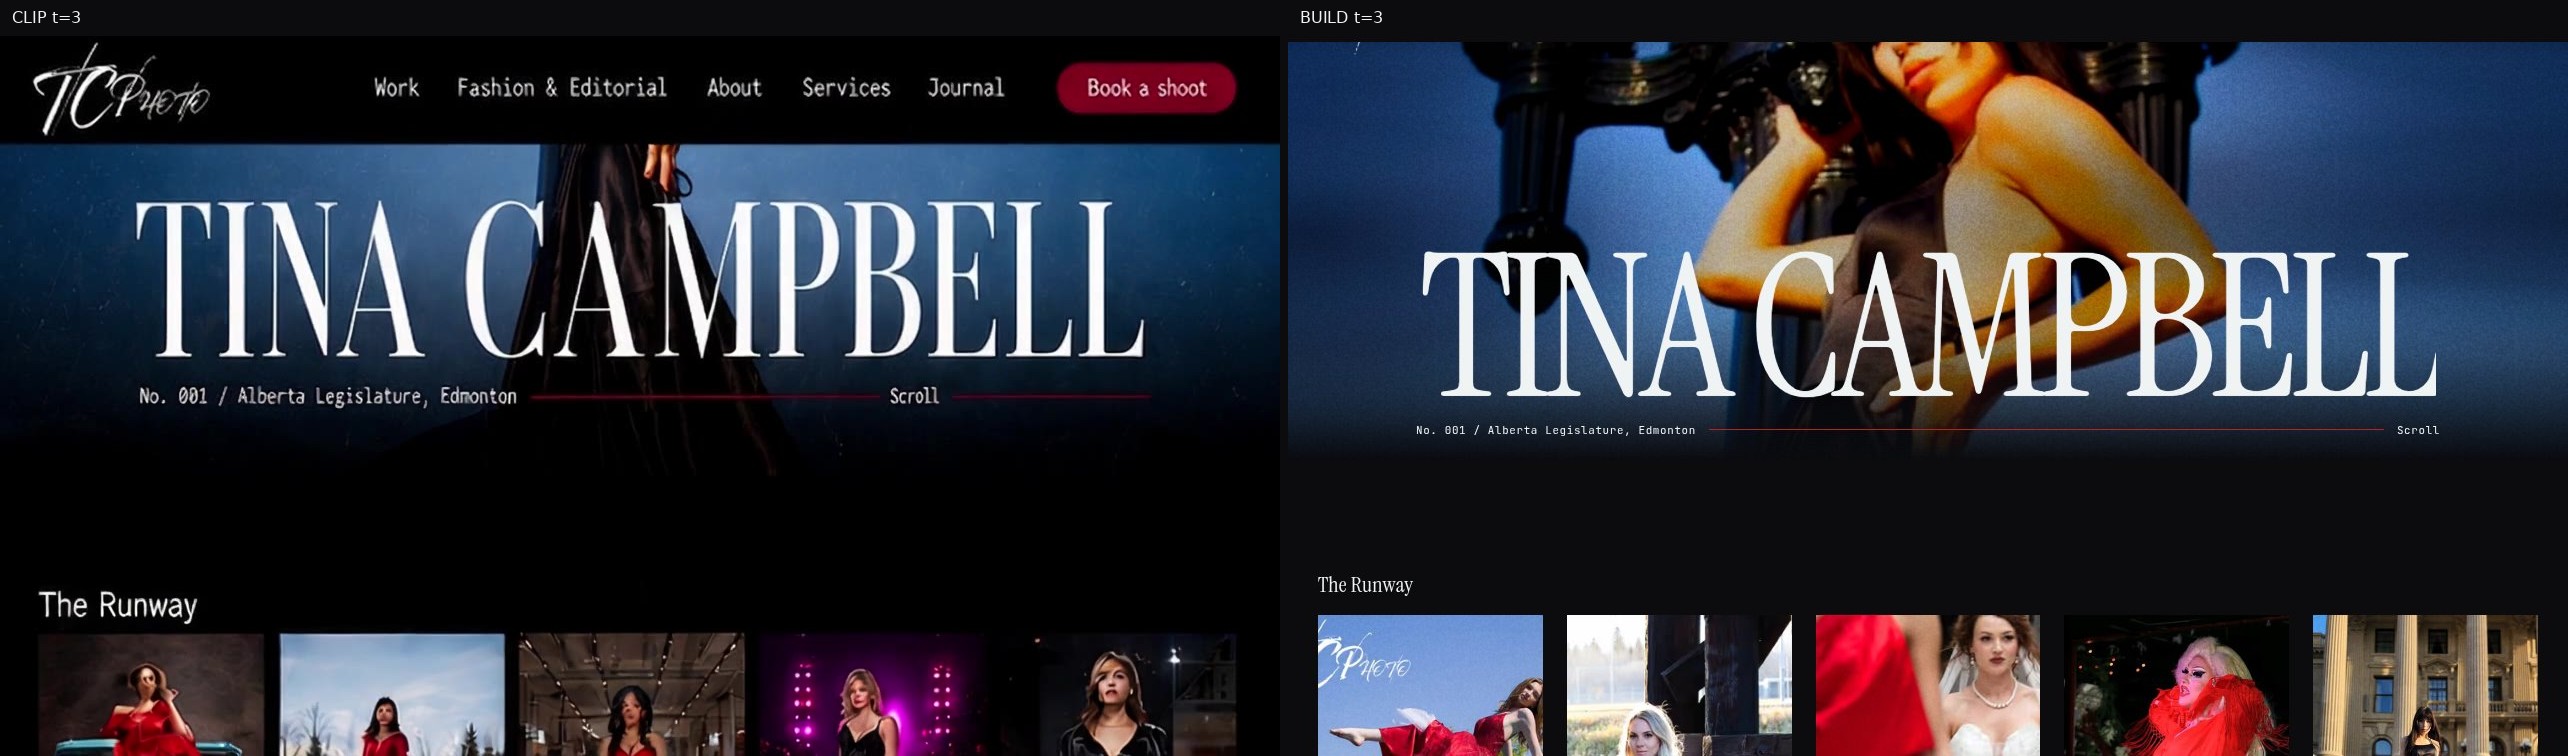 CLIP t=3
TCPHOTO
Work Fashion & Editorial About Services Journal Book a shoot
TINA CAMPBELL
No. 001 / Alberta Legislature, Edmonton Scroll
The Runway
BUILD t=3
TINA CAMPBELL
No. 001 / Alberta Legislature, Edmonton Scroll
The Runway
CPHOTO